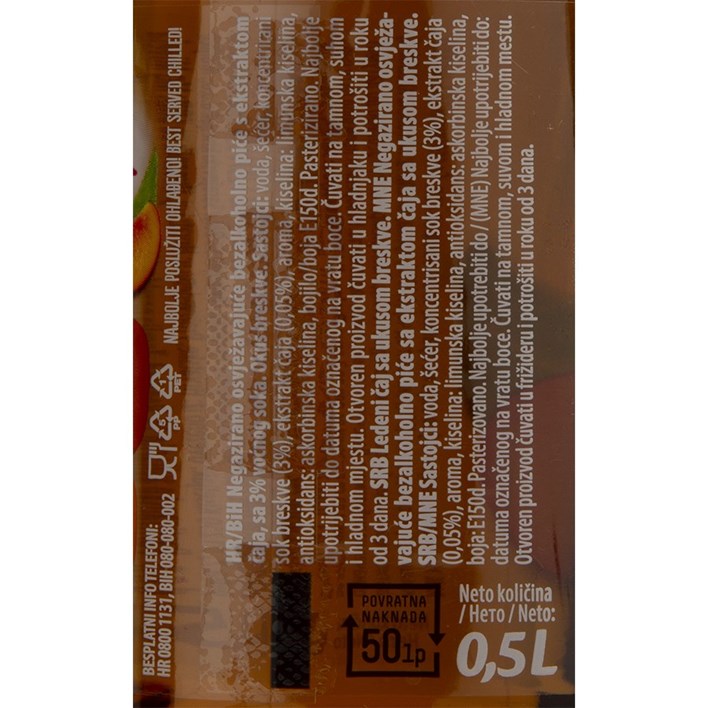 NAJBOLJE POSLUŽITI OHLAĐENO! BEST SERVED CHILLED!
PP
PET
BESPLATNI INFO TELEFONI:
HR 0800 1131, BIH 080-080-002
HR/BiH Negazirano osvježavajuće bezalkoholno piće s ekstraktom
čaja, sa 3% voćnog soka. Okus breskve. Sastojci: voda, šećer, koncentrirani
sok breskve (3%), ekstrakt čaja (0,05%), aroma, kiselina: limunska kiselina,
antioksidans: askorbinska kiselina, bojilo/boja E150d. Pasterizirano. Najbolje
upotrijebiti do datuma označenog na vratu boce. Čuvati na tamnom, suhom
i hladnom mjestu. Otvoren proizvod čuvati u hladnjaku i potrošiti u roku
od 3 dana. SRB Ledeni čaj sa ukusom breskve. MNE Negazirano osvježa-
vajuće bezalkoholno piće sa ekstraktom čaja sa ukusom breskve.
SRB/MNE Sastojci: voda, šećer, koncentrisani sok breskve (3%), ekstrakt čaja
(0,05%), aroma, kiselina: limunska kiselina, antioksidans: askorbinska kiselina,
boja: E150d. Pasterizovano. Najbolje upotrebiti do / (MNE) Najbolje upotrijebiti do:
datuma označenog na vratu boce. Čuvati na tamnom, suvom i hladnom mestu.
Otvoren proizvod čuvati u frižideru i potrošiti u roku od 3 dana.
POVRATNA
NAKNADA
50lp
Neto količina
/ Нето / Neto:
0,5L